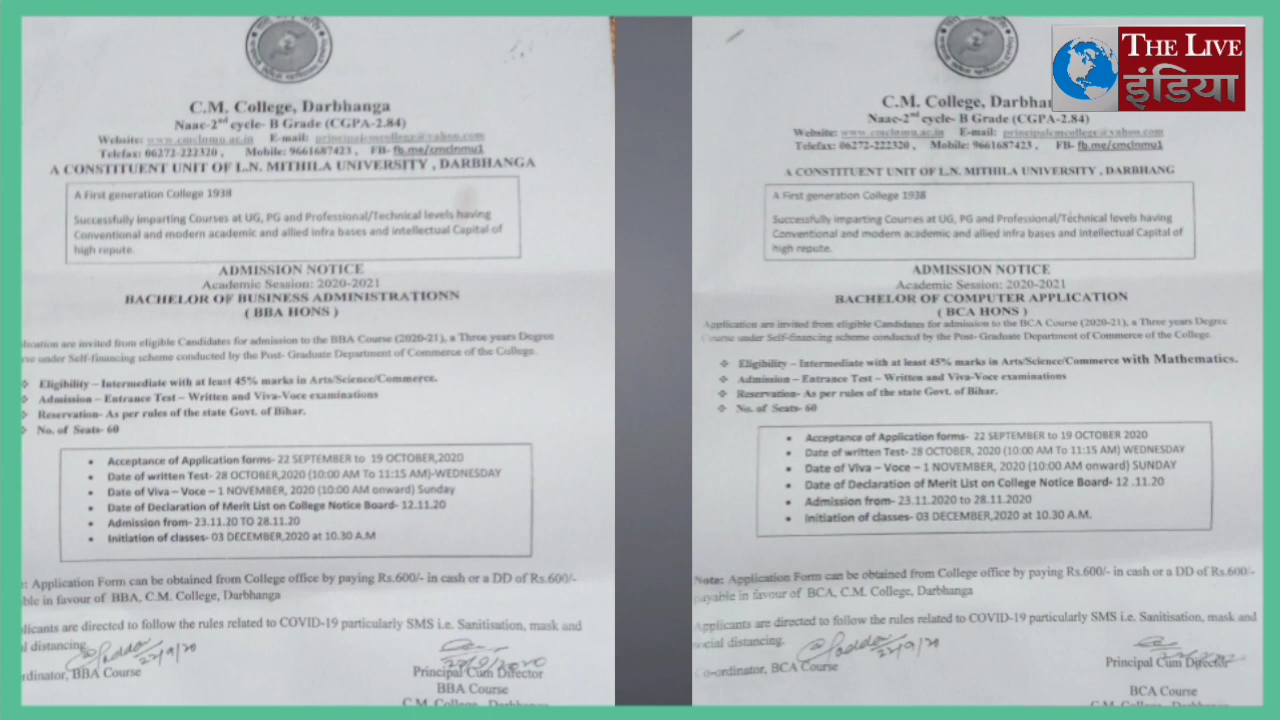 C.M. College, Darbhanga
Naac-2nd cycle- B Grade (CGPA-2.84)
Website: www.cmclnmu.ac.in E-mail: principalcmcollege@yahoo.com
Telefax: 06272-222320 , Mobile: 9661687423 , FB- fb.me/cmclnmu1
A CONSTITUENT UNIT OF L.N. MITHILA UNIVERSITY , DARBHANGA
A First generation College 1938
Successfully imparting Courses at UG, PG and Professional/Technical levels having
Conventional and modern academic and allied infra bases and intellectual Capital of
high repute.
ADMISSION NOTICE
Academic Session: 2020-2021
BACHELOR OF BUSINESS ADMINISTRATIONN
( BBA HONS )
lication are invited from eligible Candidates for admission to the BBA Course (2020-21), a Three years Degree
rse under Self-financing scheme conducted by the Post- Graduate Department of Commerce of the College.
Eligibility – Intermediate with at least 45% marks in Arts/Science/Commerce.
Admission – Entrance Test – Written and Viva-Voce examinations
Reservation- As per rules of the state Govt. of Bihar.
No. of Seats- 60
• Acceptance of Application forms- 22 SEPTEMBER to 19 OCTOBER,2020
• Date of written Test- 28 OCTOBER,2020 (10:00 AM To 11:15 AM)-WEDNESDAY
• Date of Viva – Voce – 1 NOVEMBER, 2020 (10:00 AM onward) Sunday
• Date of Declaration of Merit List on College Notice Board- 12.11.20
• Admission from- 23.11.20 TO 28.11.20
• Initiation of classes- 03 DECEMBER,2020 at 10.30 A.M
: Application Form can be obtained from College office by paying Rs.600/- in cash or a DD of Rs.600/-
ble in favour of BBA, C.M. College, Darbhanga
licants are directed to follow the rules related to COVID-19 particularly SMS i.e. Sanitisation, mask and
l distancing.
22/9/20
rdinator, BBA Course
Principal Cum Director
BBA Course
C.M. College, Darbhanga
THE LIVE
इंडिया
C.M. College, Darbhan
Naac-2nd cycle- B Grade (CGPA-2.84)
Website: www.cmclnmu.ac.in E-mail: principalcmcollege@yahoo.com
Telefax: 06272-222320 , Mobile: 9661687423 , FB- fb.me/cmclnmu1
A CONSTITUENT UNIT OF L.N. MITHILA UNIVERSITY , DARBHANG
A First generation College 1938
Successfully imparting Courses at UG, PG and Professional/Technical levels having
Conventional and modern academic and allied infra bases and intellectual Capital of
high repute.
ADMISSION NOTICE
Academic Session: 2020-2021
BACHELOR OF COMPUTER APPLICATION
( BCA HONS )
Application are invited from eligible Candidates for admission to the BCA Course (2020-21), a Three years Degree
Course under Self-financing scheme conducted by the Post- Graduate Department of Commerce of the College.
Eligibility – Intermediate with at least 45% marks in Arts/Science/Commerce with Mathematics.
Admission – Entrance Test – Written and Viva-Voce examinations
Reservation- As per rules of the state Govt. of Bihar.
No. of Seats- 60
• Acceptance of Application forms- 22 SEPTEMBER to 19 OCTOBER 2020
• Date of written Test- 28 OCTOBER, 2020 (10:00 AM To 11:15 AM) WEDNESDAY
• Date of Viva – Voce – 1 NOVEMBER, 2020 (10:00 AM onward) SUNDAY
• Date of Declaration of Merit List on College Notice Board- 12 .11.20
• Admission from- 23.11.2020 to 28.11.2020
• Initiation of classes- 03 DECEMBER,2020 at 10.30 A.M.
Note: Application Form can be obtained from College office by paying Rs.600/- in cash or a DD of Rs.600/-
payable in favour of BCA, C.M. College, Darbhanga
Applicants are directed to follow the rules related to COVID-19 particularly SMS i.e. Sanitisation, mask and
social distancing.
22/9/20
Co-ordinator, BCA Course
Principal Cum Director
BCA Course
C.M. College, Darbhanga